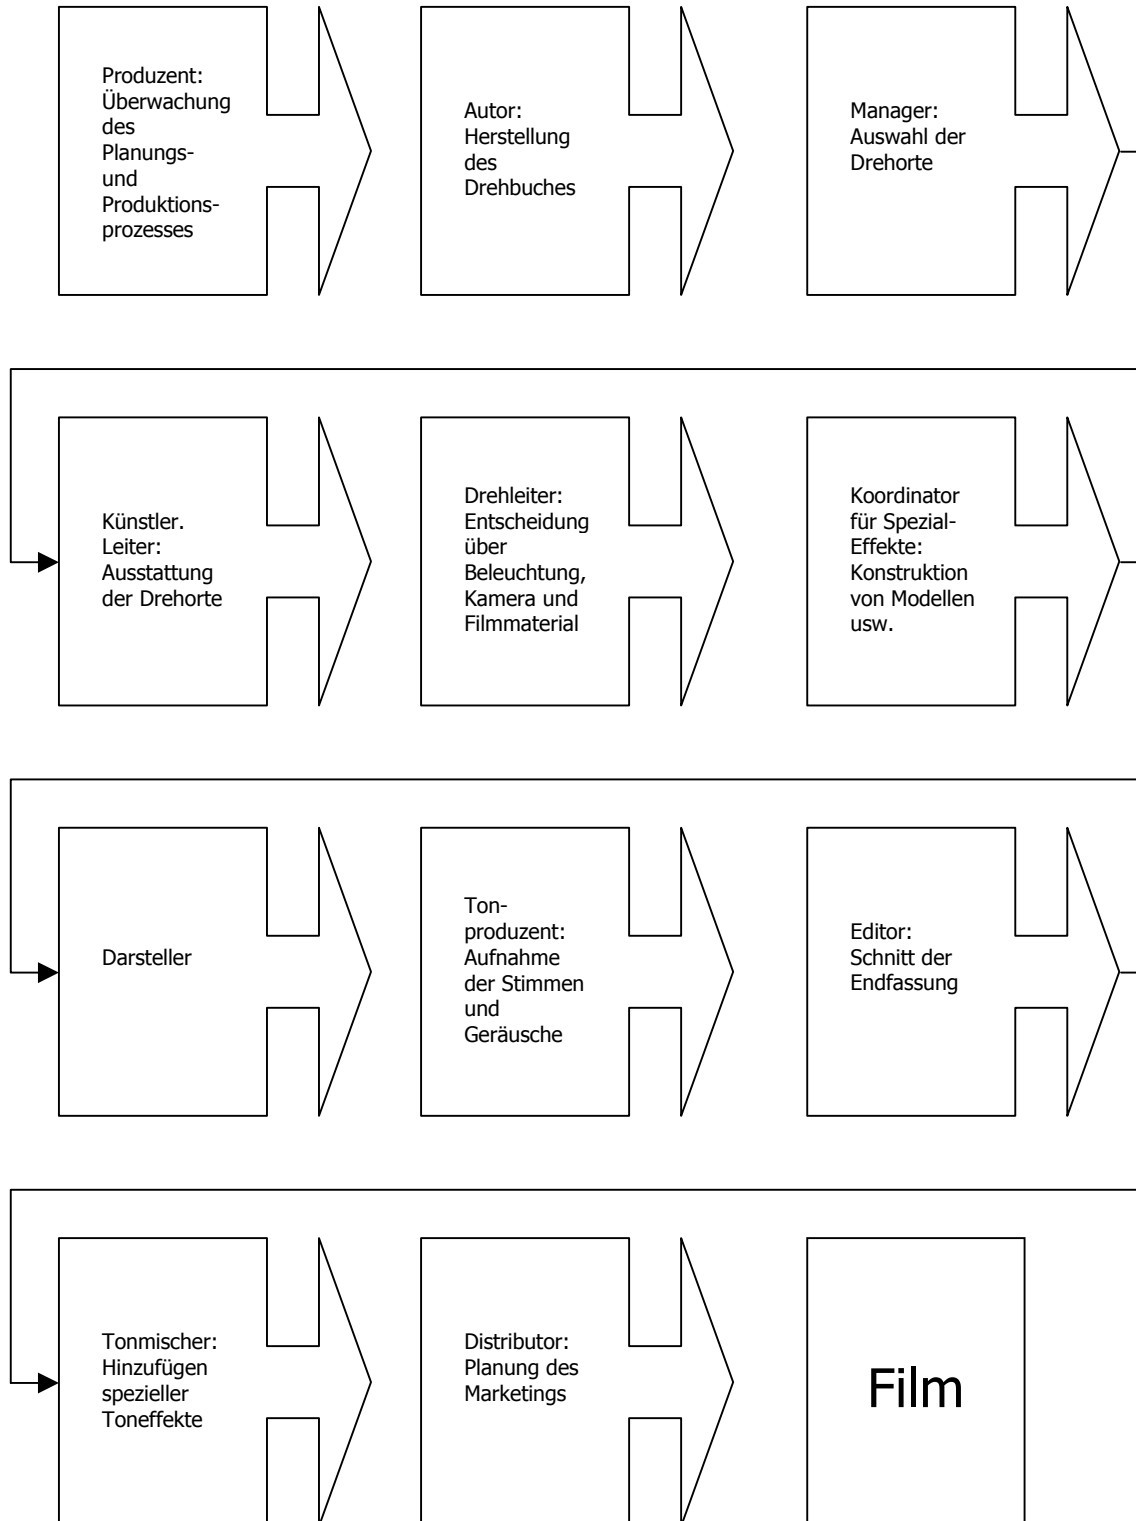 Produzent:
Überwachung
des
Planungs-
und
Produktions-
prozesses
Autor:
Herstellung
des
Drehbuches
Manager:
Auswahl der
Drehorte
Künstler.
Leiter:
Ausstattung
der Drehorte
Drehleiter:
Entscheidung
über
Beleuchtung,
Kamera und
Filmmaterial
Koordinator
für Spezial-
Effekte:
Konstruktion
von Modellen
usw.
Darsteller
Ton-
produzent:
Aufnahme
der Stimmen
und
Geräusche
Editor:
Schnitt der
Endfassung
Tonmischer:
Hinzufügen
spezieller
Toneffekte
Distributor:
Planung des
Marketings
Film